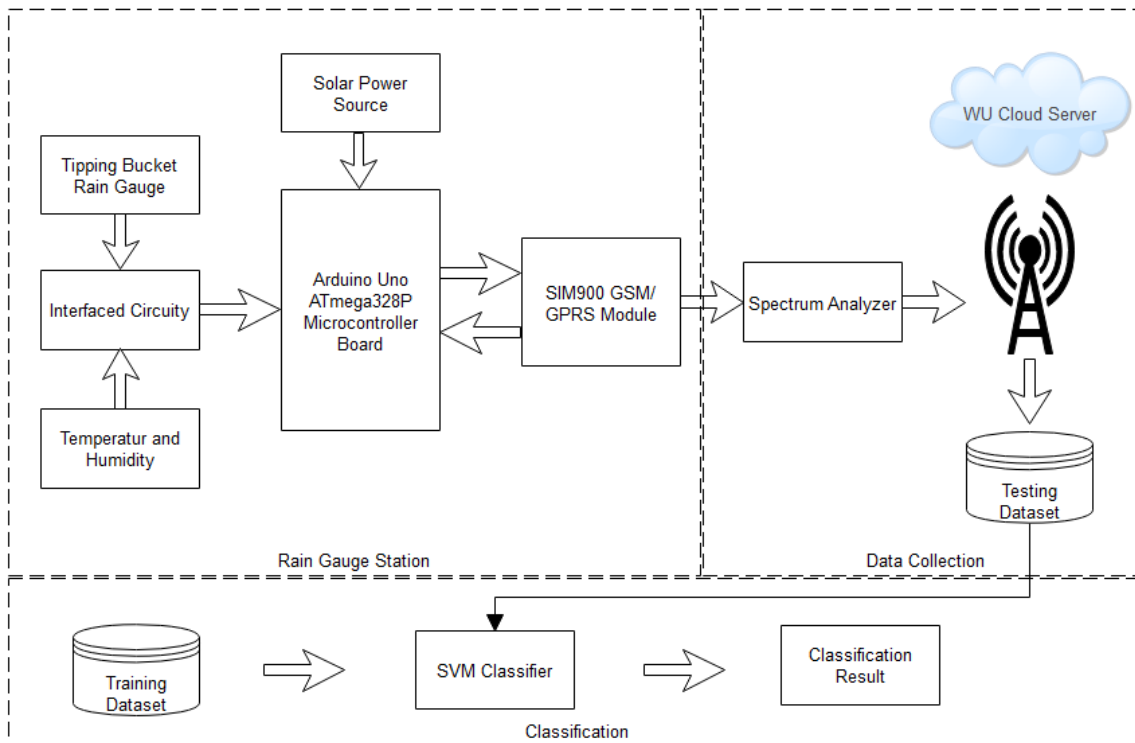 Solar Power
Source
Tipping Bucket
Rain Gauge
Interfaced Circuity
Temperatur and
Humidity
Arduino Uno
ATmega328P
Microcontroller
Board
SIM900 GSM/
GPRS Module
Rain Gauge Station
WU Cloud Server
Spectrum Analyzer
Testing
Dataset
Data Collection
Training
Dataset
SVM Classifier
Classification
Result
Classification